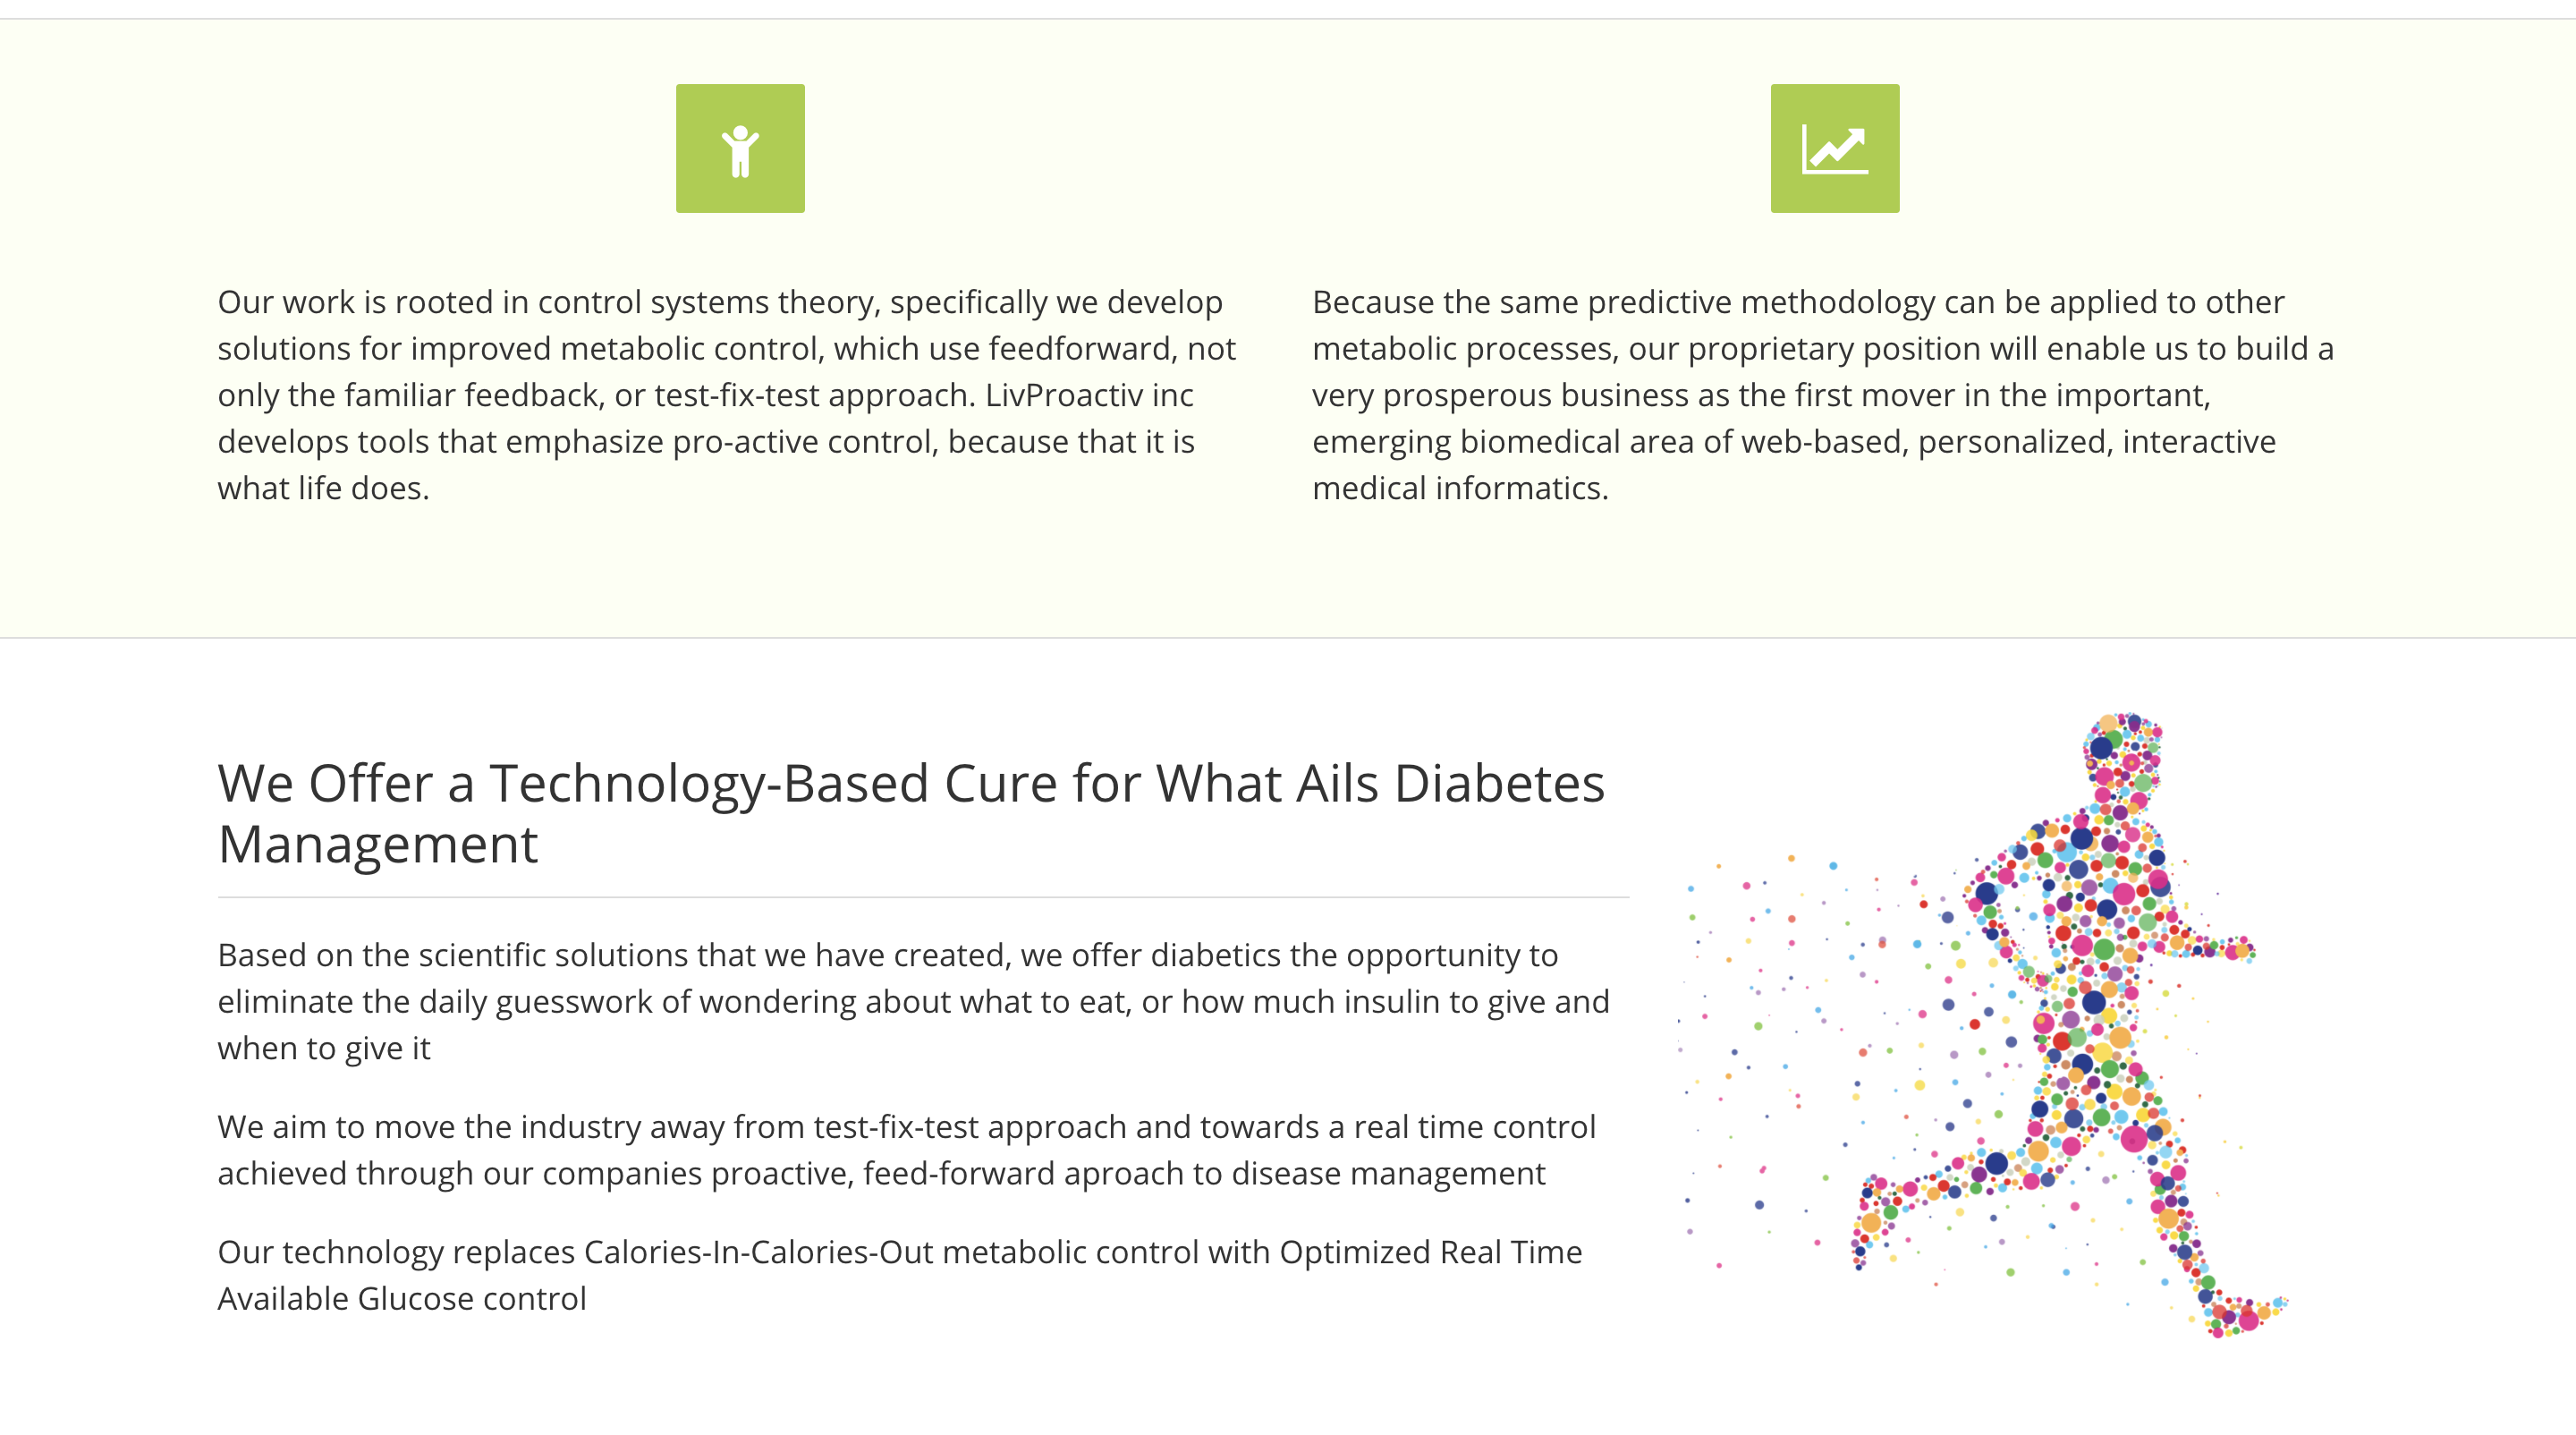 Our work is rooted in control systems theory, specifically we develop
solutions for improved metabolic control, which use feedforward, not
only the familiar feedback, or test-fix-test approach. LivProactiv inc
develops tools that emphasize pro-active control, because that it is
what life does.
Because the same predictive methodology can be applied to other
metabolic processes, our proprietary position will enable us to build a
very prosperous business as the first mover in the important,
emerging biomedical area of web-based, personalized, interactive
medical informatics.
We Offer a Technology-Based Cure for What Ails Diabetes
Management
Based on the scientific solutions that we have created, we offer diabetics the opportunity to
eliminate the daily guesswork of wondering about what to eat, or how much insulin to give and
when to give it
We aim to move the industry away from test-fix-test approach and towards a real time control
achieved through our companies proactive, feed-forward aproach to disease management
Our technology replaces Calories-In-Calories-Out metabolic control with Optimized Real Time
Available Glucose control